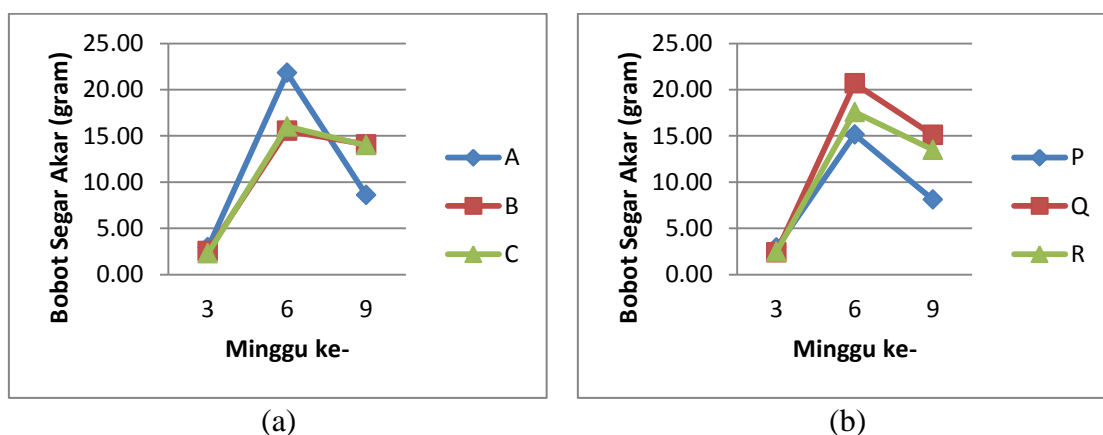 Bobot Segar Akar (gram)
25.00
20.00
15.00
10.00
5.00
0.00
3 6 9
Minggu ke-
A
B
C
(a)
Bobot Segar Akar (gram)
25.00
20.00
15.00
10.00
5.00
0.00
3 6 9
Minggu ke-
P
Q
R
(b)